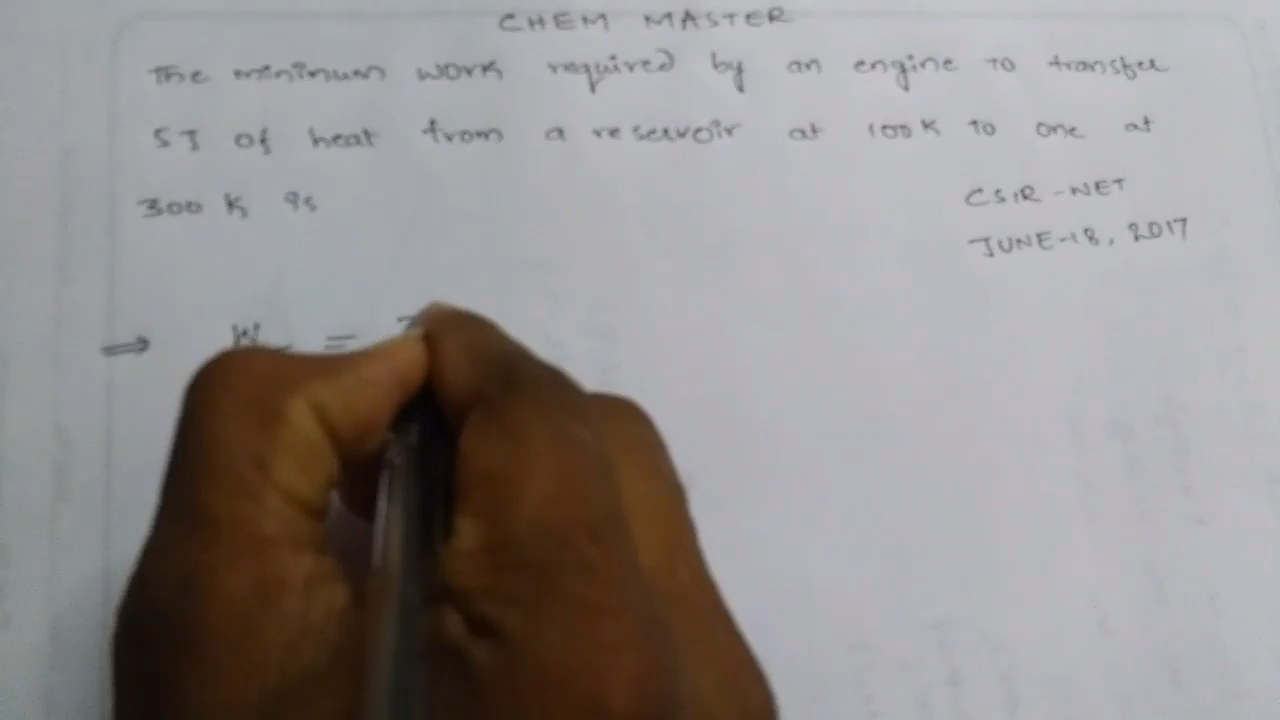 CHEM MASTER
The minimum work required by an engine to transfer
5J of heat from a reservoir at 100K to one at
300 K is
CSIR-NET
JUNE-18, 2017
⇒ W =